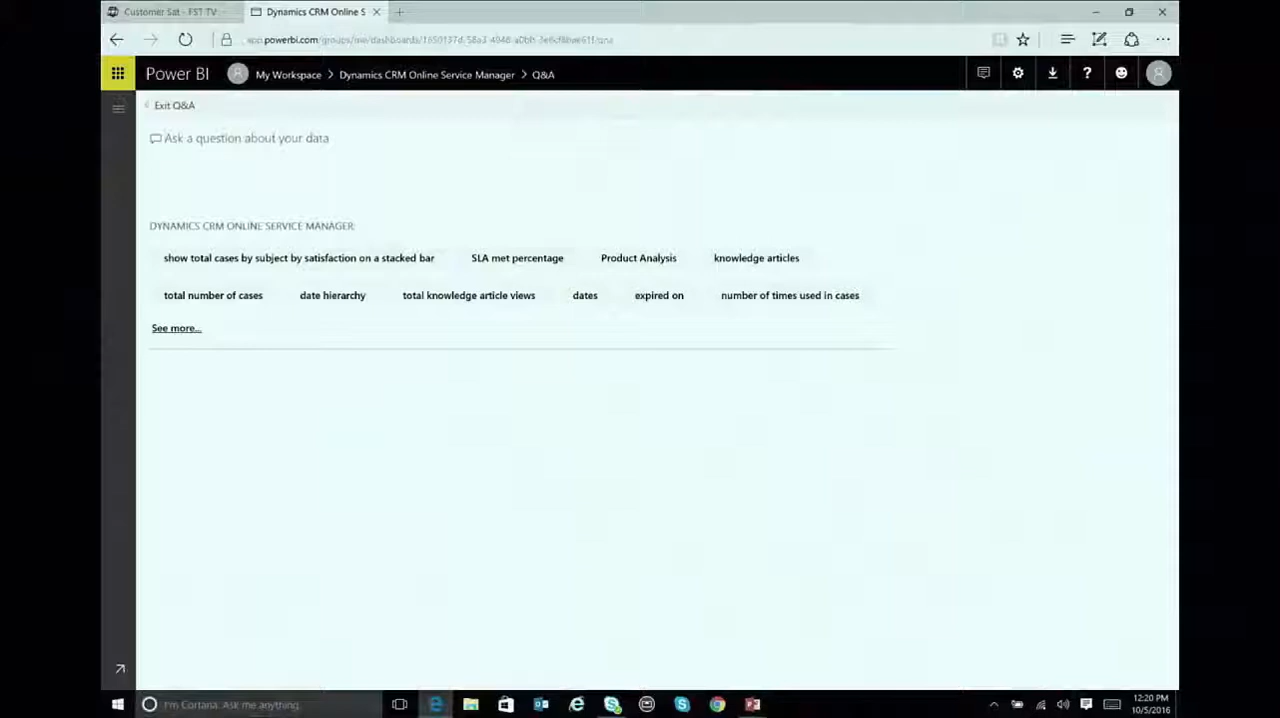 Customer Sat - FST TV
Dynamics CRM Online S
Power BI
My Workspace > Dynamics CRM Online Service Manager > Q&A
Exit Q&A
Ask a question about your data
DYNAMICS CRM ONLINE SERVICE MANAGER
show total cases by subject by satisfaction on a stacked bar SLA met percentage Product Analysis knowledge articles
total number of cases date hierarchy total knowledge article views dates expired on number of times used in cases
See more...
I'm Cortana. Ask me anything.
12:20 PM
10/5/2016